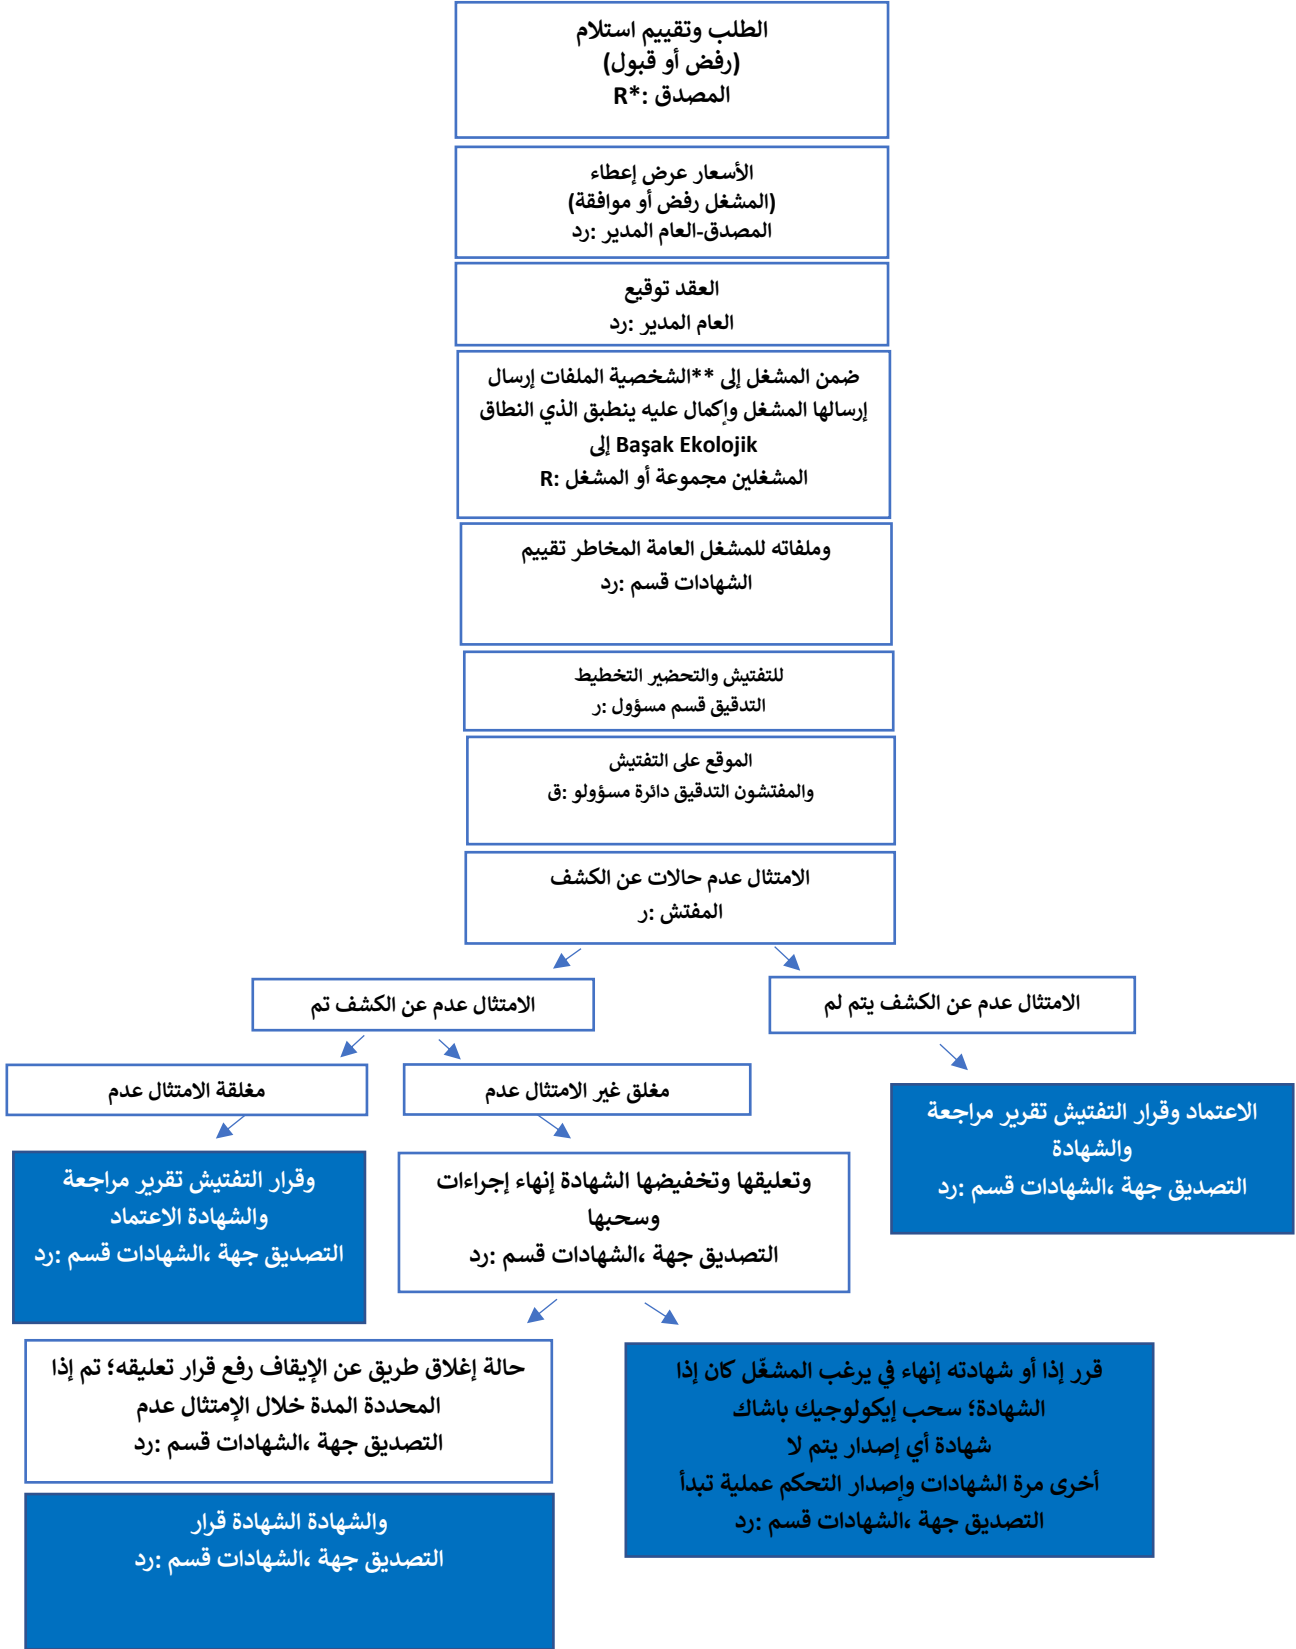 الطلب وتقييم استلام
(رفض أو قبول)
المصدق :R*
الأسعار عرض إعطاء
(المشغل رفض أو موافقة)
المصدق-العام المدير :رد
العقد توقيع
العام المدير :رد
ضمن المشغل إلى **الشخصية الملفات إرسال
إرسالها المشغل وإكمال عليه ينطبق الذي النطاق
Başak Ekolojik إلى
المشغلين مجموعة أو المشغل :R
وملفاته للمشغل العامة المخاطر تقييم
الشهادات قسم :رد
للتفتيش والتحضير التخطيط
التدقيق قسم مسؤول :ر
الموقع على التفتيش
والمفتشون التدقيق دائرة مسؤولو :ق
الامتثال عدم حالات عن الكشف
المفتش :ر
الامتثال عدم عن الكشف يتم لم
الامتثال عدم عن الكشف تم
مغلق غير الامتثال عدم
مغلقة الامتثال عدم
الاعتماد وقرار التفتيش تقرير مراجعة
والشهادة
التصديق جهة ،الشهادات قسم :رد
وتعليقها وتخفيضها الشهادة إنهاء إجراءات
وسحبها
التصديق جهة ،الشهادات قسم :رد
وقرار التفتيش تقرير مراجعة
والشهادة الاعتماد
التصديق جهة ،الشهادات قسم :رد
قرر إذا أو شهادته إنهاء في يرغب المشغّل كان إذا
الشهادة؛ سحب إيكولوجيك باشاك
شهادة أي إصدار يتم لا
أخرى مرة الشهادات وإصدار التحكم عملية تبدأ
التصديق جهة ،الشهادات قسم :رد
حالة إغلاق طريق عن الإيقاف رفع قرار تعليقه؛ تم إذا
المحددة المدة خلال الإمتثال عدم
التصديق جهة ،الشهادات قسم :رد
والشهادة الشهادة قرار
التصديق جهة ،الشهادات قسم :رد